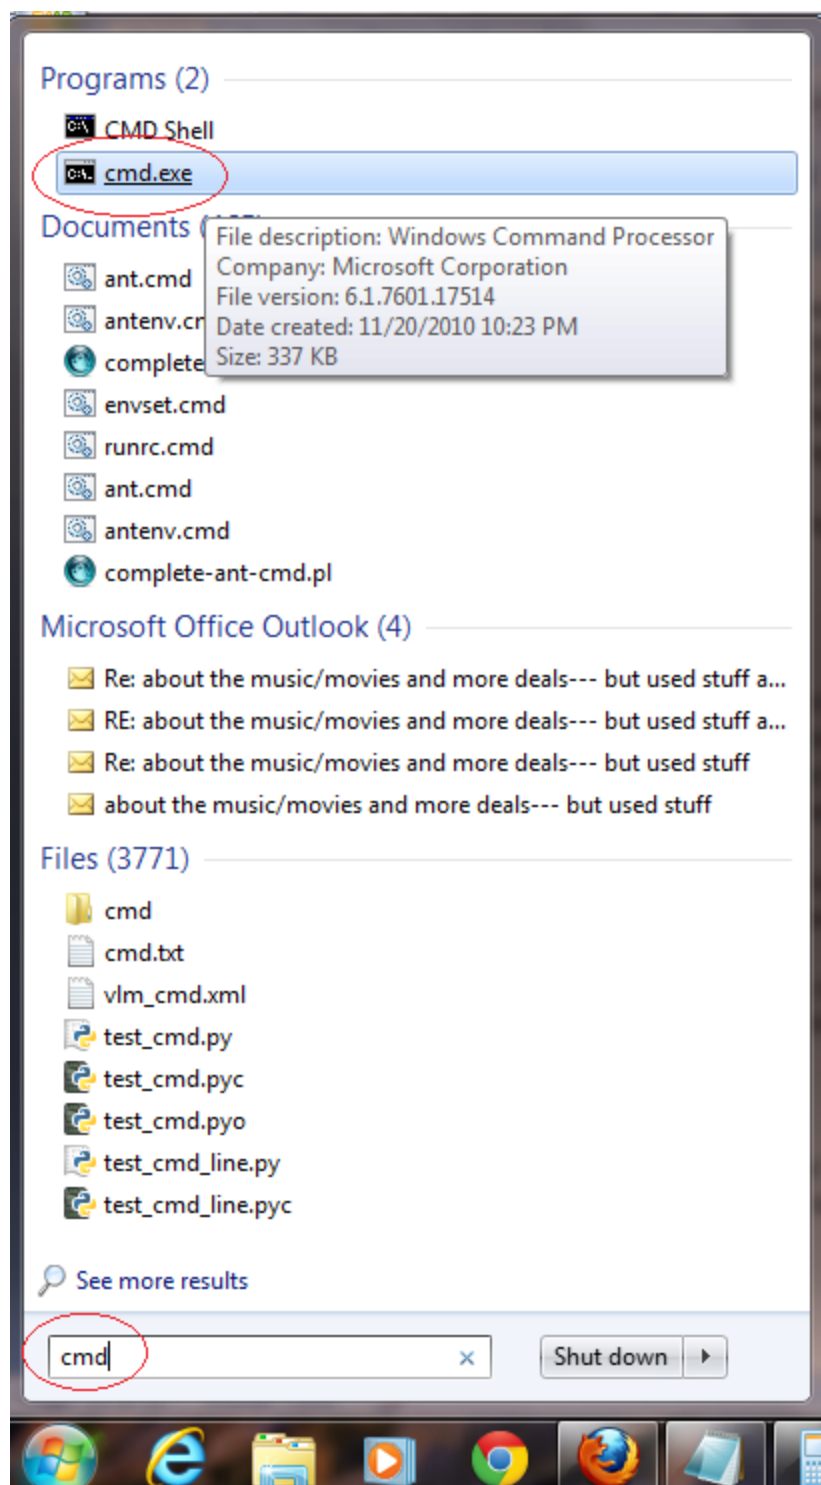 Programs (2)
CMD Shell
cmd.exe
Documents (
File description: Windows Command Processor
Company: Microsoft Corporation
File version: 6.1.7601.17514
Date created: 11/20/2010 10:23 PM
Size: 337 KB
ant.cmd
antenv.cm
complete
envset.cmd
runrc.cmd
ant.cmd
antenv.cmd
complete-ant-cmd.pl
Microsoft Office Outlook (4)
Re: about the music/movies and more deals--- but used stuff a...
RE: about the music/movies and more deals--- but used stuff a...
Re: about the music/movies and more deals--- but used stuff
about the music/movies and more deals--- but used stuff
Files (3771)
cmd
cmd.txt
vlm_cmd.xml
test_cmd.py
test_cmd.pyc
test_cmd.pyo
test_cmd_line.py
test_cmd_line.pyc
See more results
cmd
Shut down